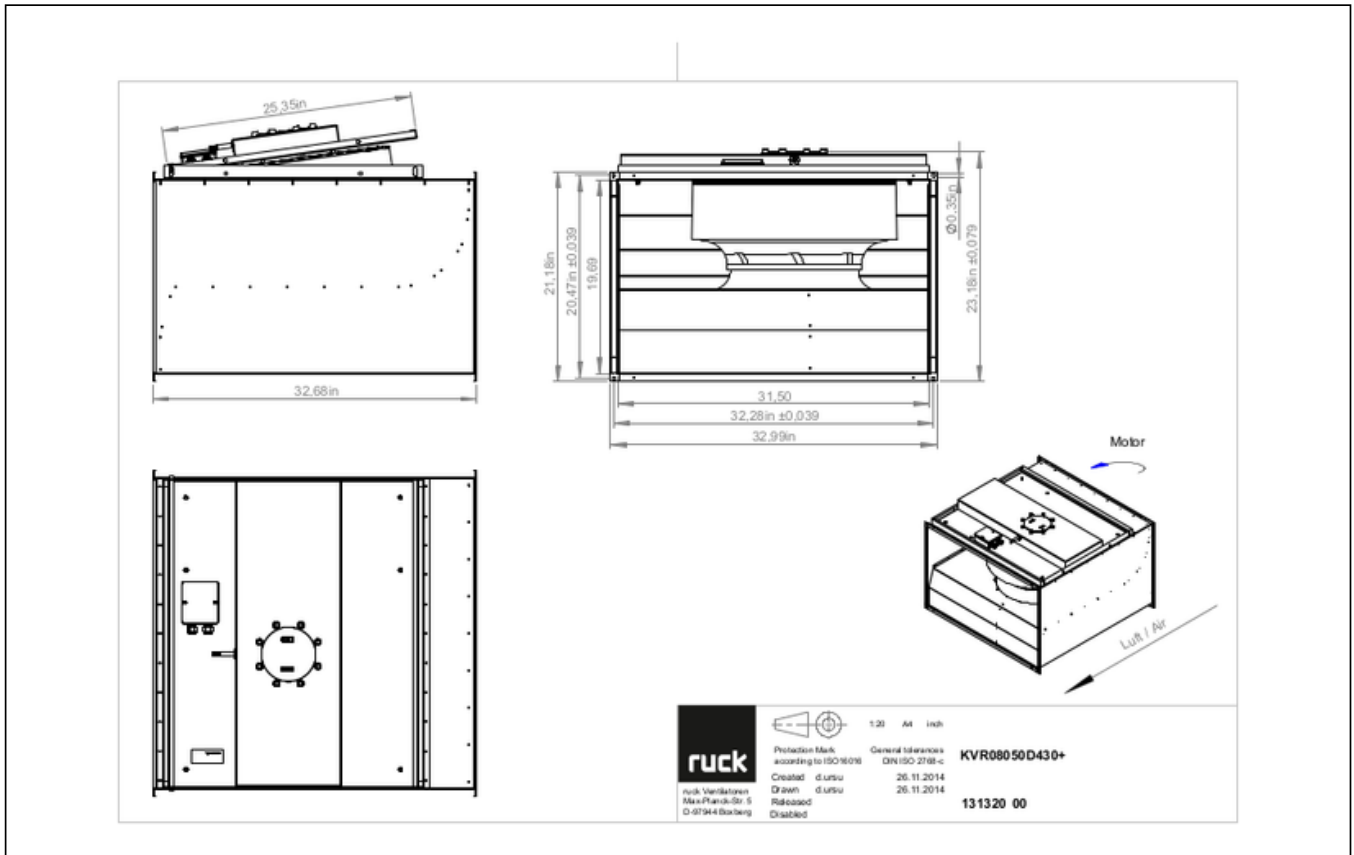 25,35in
32,68in
21,18in
20,47in ±0,039
19,69
Ø0,35in
23,18in ±0,079
31,50
32,28in ±0,039
32,99in
Motor
Luft / Air
ruck
ruck Ventilatoren
Max-Planck-Str. 5
D-97944 Boxberg
1:20 A4 inch
Protection Mark
according to ISO16016
General tolerances
DIN ISO 2768-c
Created d.ursu 26.11.2014
Drawn d.ursu 26.11.2014
Released
Disabled
KVR08050D430+
131320 00